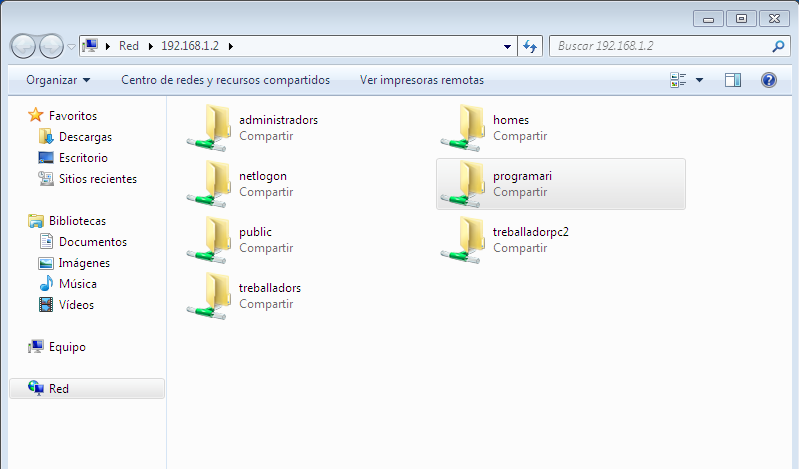 Red 192.168.1.2
Buscar 192.168.1.2
Organizar Centro de redes y recursos compartidos Ver impresoras remotas
Favoritos
Descargas
Escritorio
Sitios recientes
Bibliotecas
Documentos
Imágenes
Música
Vídeos
Equipo
Red
administradors
Compartir
homes
Compartir
netlogon
Compartir
programari
Compartir
public
Compartir
treballadorpc2
Compartir
treballadors
Compartir